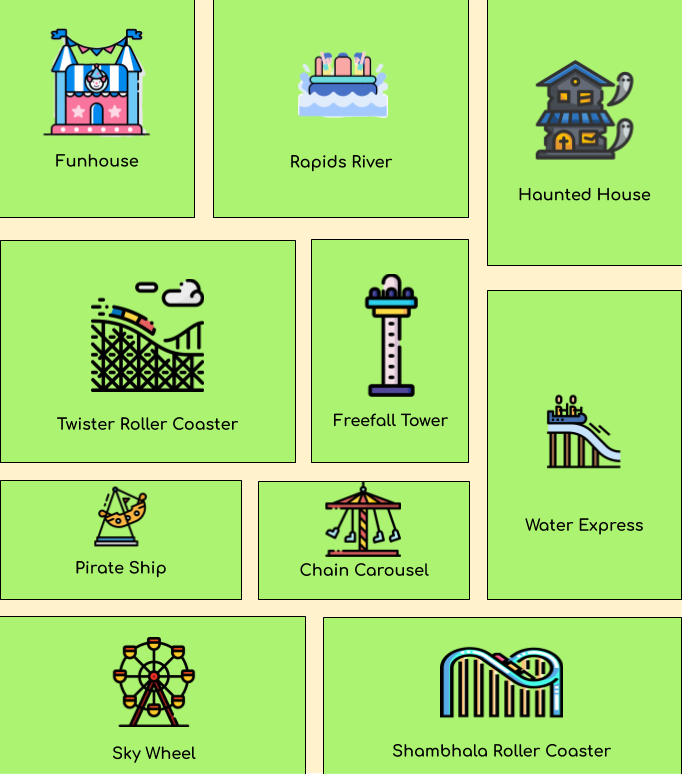 Funhouse
Rapids River
Haunted House
Twister Roller Coaster
Freefall Tower
Water Express
Pirate Ship
Chain Carousel
Sky Wheel
Shambhala Roller Coaster